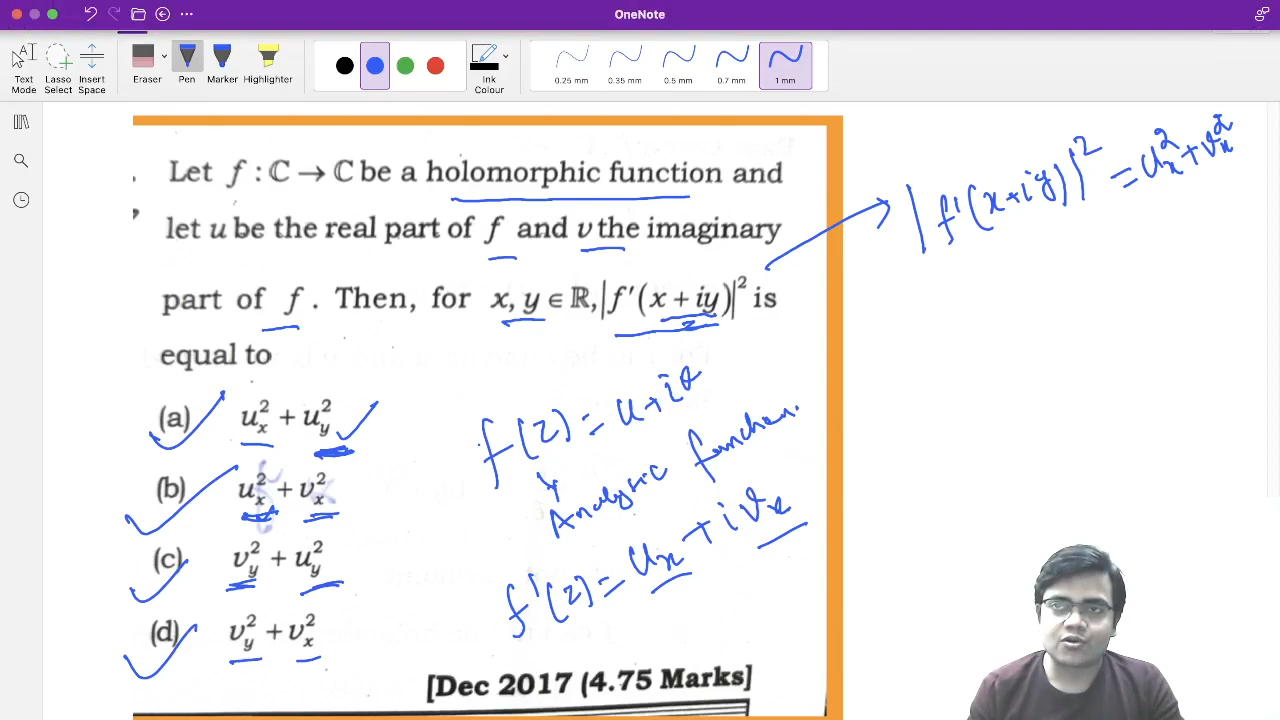 OneNote
Text Mode
Lasso Select
Insert Space
Eraser
Pen
Marker
Highlighter
Ink Colour
0.25 mm
0.35 mm
0.5 mm
0.7 mm
1 mm
Let f : ℂ → ℂ be a holomorphic function and
let u be the real part of f and v the imaginary
part of f . Then, for x, y ∈ ℝ, |f'(x + iy)|² is
equal to
(a) u_x² + u_y²
(b) u_x² + v_x²
(c) v_y² + u_y²
(d) v_y² + v_x²
[Dec 2017 (4.75 Marks]
|f'(x+iy)|² = u_x² + v_x²
f(z) = u+iv
Analytic function.
f'(z) = u_x + i v_x